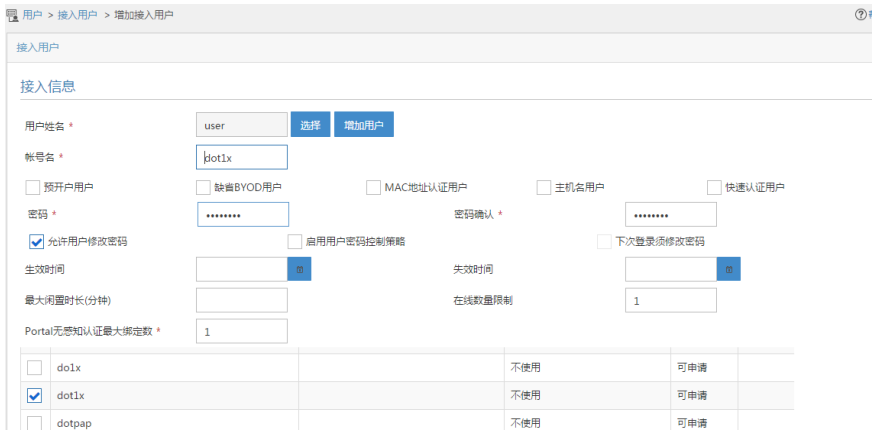 用户 > 接入用户 > 增加接入用户
接入用户
接入信息
用户姓名 * user 选择 增加用户
帐号名 * dot1x
预开户用户 缺省BYOD用户 MAC地址认证用户 主机名用户 快速认证用户
密码 * •••••••• 密码确认 * ••••••••
允许用户修改密码 启用用户密码控制策略 下次登录须修改密码
生效时间 失效时间
最大闲置时长(分钟) 在线数量限制 1
Portal无感知认证最大绑定数 * 1
do1x 不使用 可申请
dot1x 不使用 可申请
dotpap 不使用 可申请